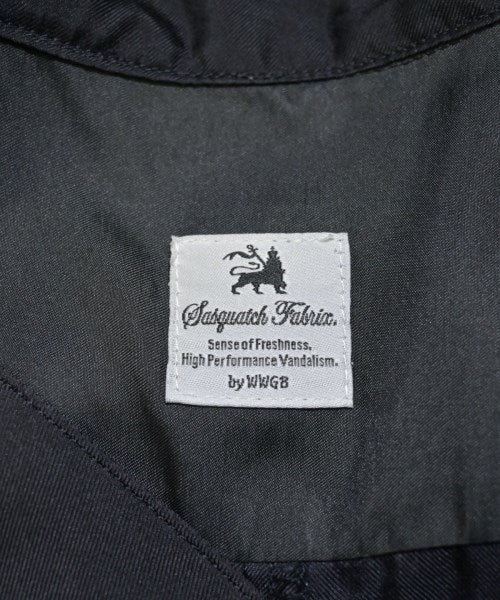 Sasquatch Fabrix.
Sense of Freshness.
High Performance Vandalism.
by WWGB